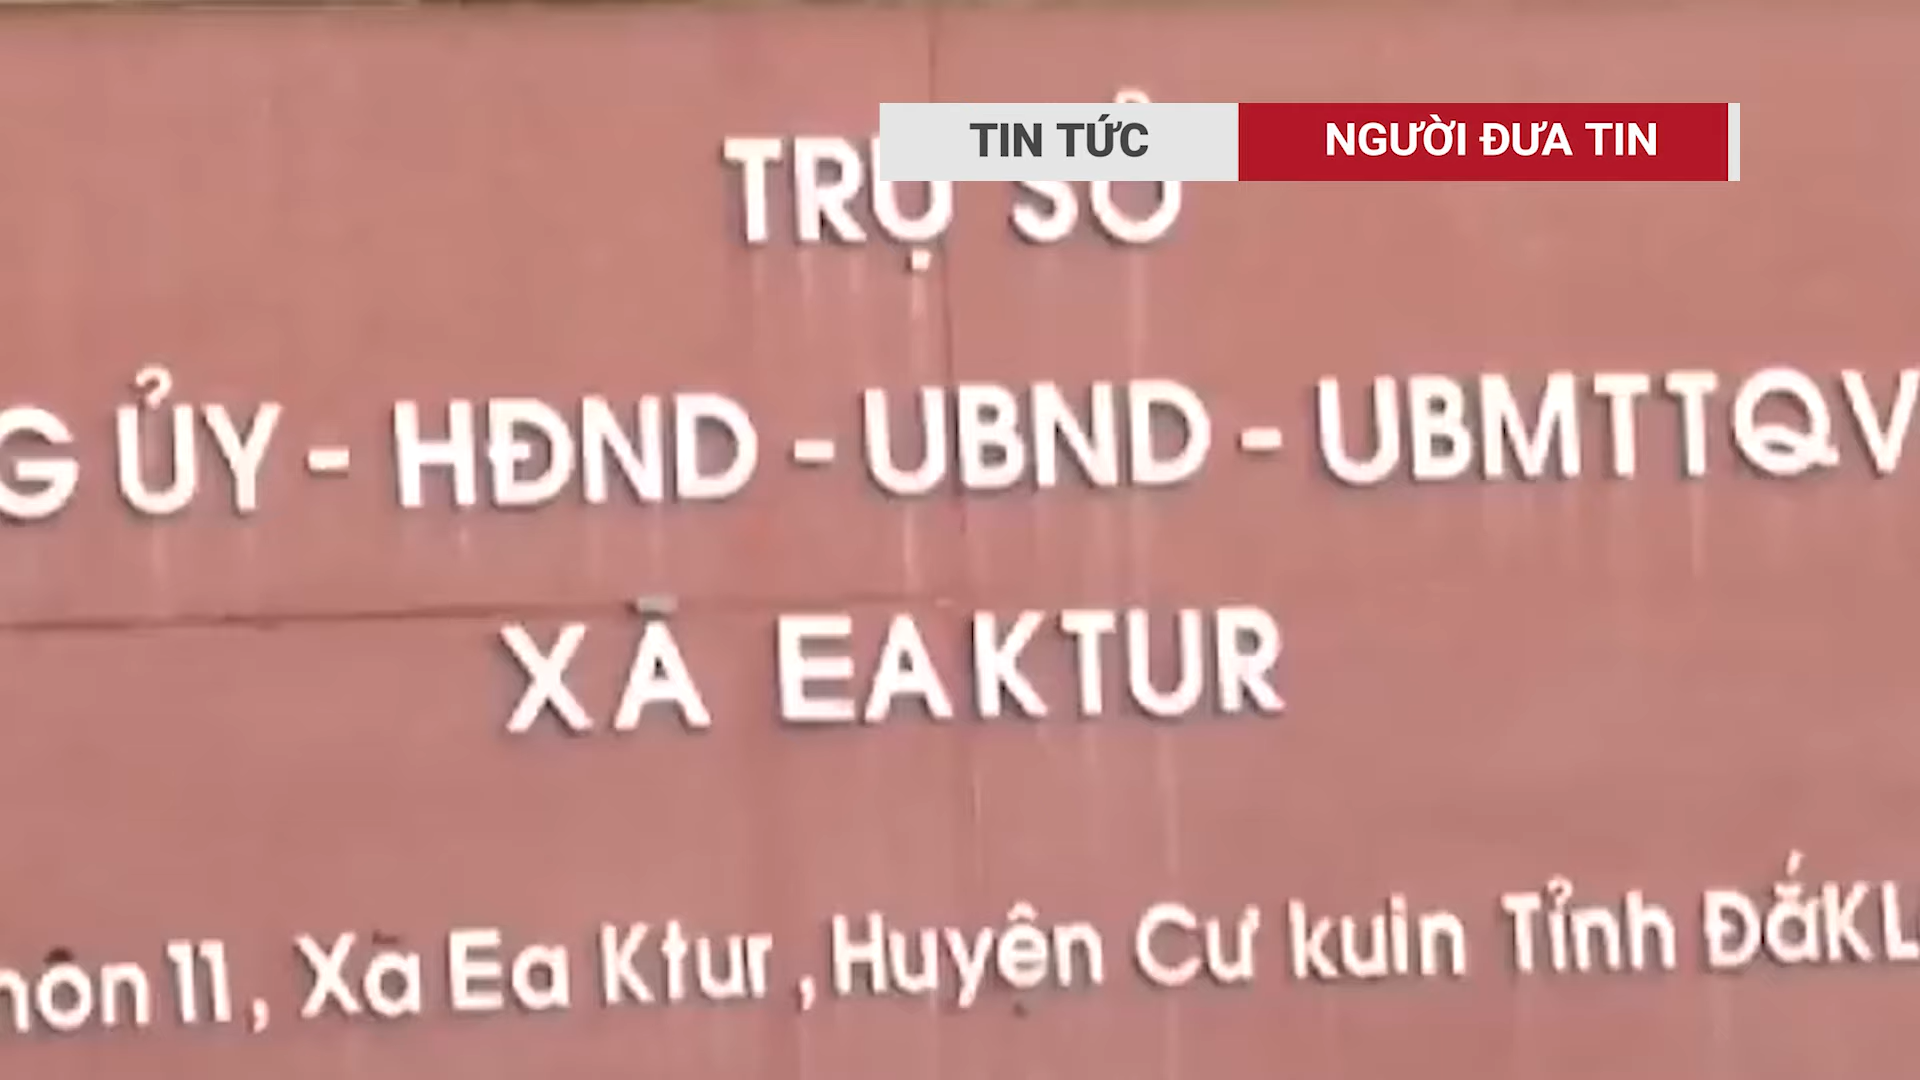 TIN TỨC NGƯỜI ĐƯA TIN
TRỤ SỞ
G ỦY - HĐND - UBND - UBMTTQV
XÃ EAKTUR
hôn 11, Xã Ea Ktur, Huyện Cư kuin Tỉnh ĐắKL